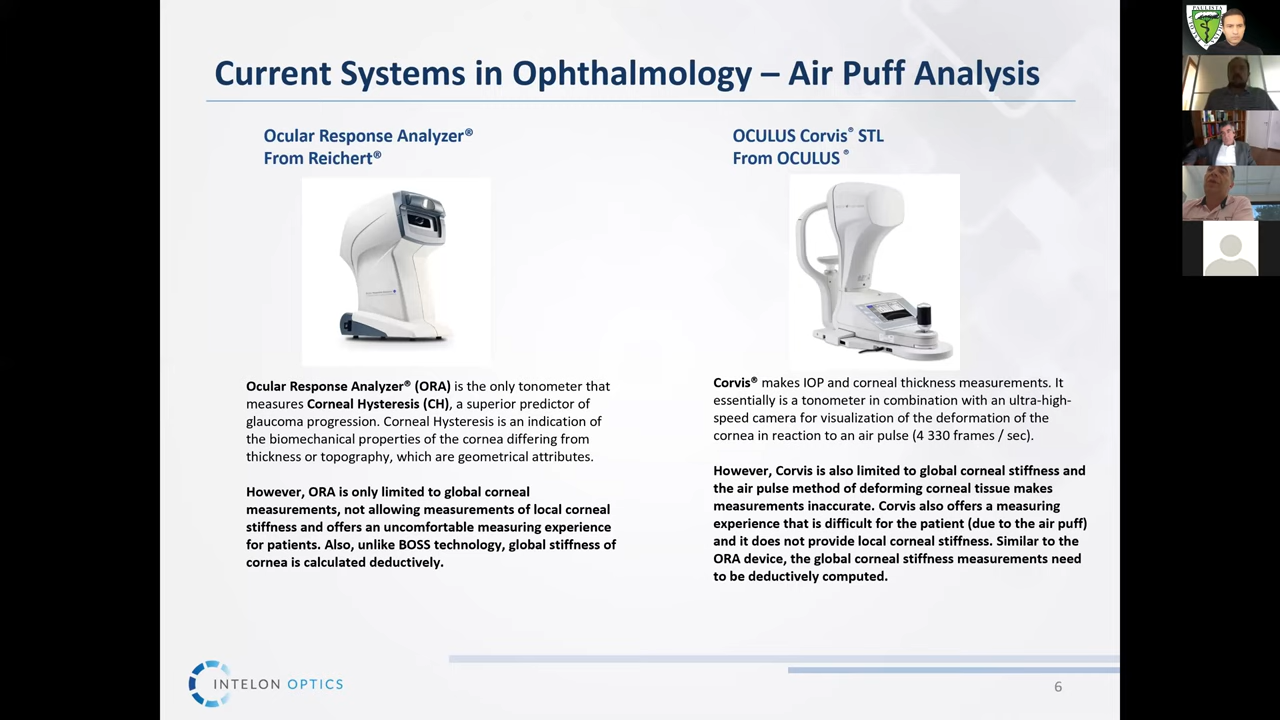 Current Systems in Ophthalmology – Air Puff Analysis
Ocular Response Analyzer®
From Reichert®
Ocular Response Analyzer® (ORA) is the only tonometer that
measures Corneal Hysteresis (CH), a superior predictor of
glaucoma progression. Corneal Hysteresis is an indication of
the biomechanical properties of the cornea differing from
thickness or topography, which are geometrical attributes.
However, ORA is only limited to global corneal
measurements, not allowing measurements of local corneal
stiffness and offers an uncomfortable measuring experience
for patients. Also, unlike BOSS technology, global stiffness of
cornea is calculated deductively.
OCULUS Corvis® STL
From OCULUS ®
Corvis® makes IOP and corneal thickness measurements. It
essentially is a tonometer in combination with an ultra-high-
speed camera for visualization of the deformation of the
cornea in reaction to an air pulse (4 330 frames / sec).
However, Corvis is also limited to global corneal stiffness and
the air pulse method of deforming corneal tissue makes
measurements inaccurate. Corvis also offers a measuring
experience that is difficult for the patient (due to the air puff)
and it does not provide local corneal stiffness. Similar to the
ORA device, the global corneal stiffness measurements need
to be deductively computed.
INTELON OPTICS
6
PAULISTA